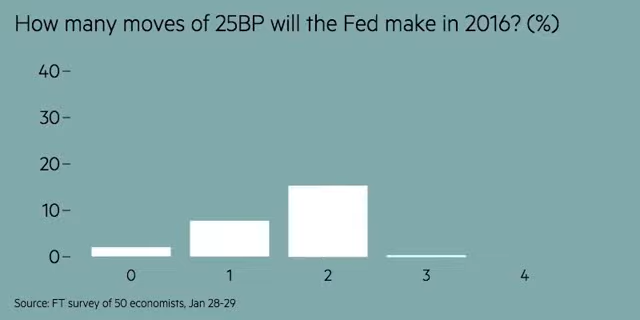 How many moves of 25BP will the Fed make in 2016? (%)
40
30
20
10
0
0 1 2 3 4
Source: FT survey of 50 economists, Jan 28-29